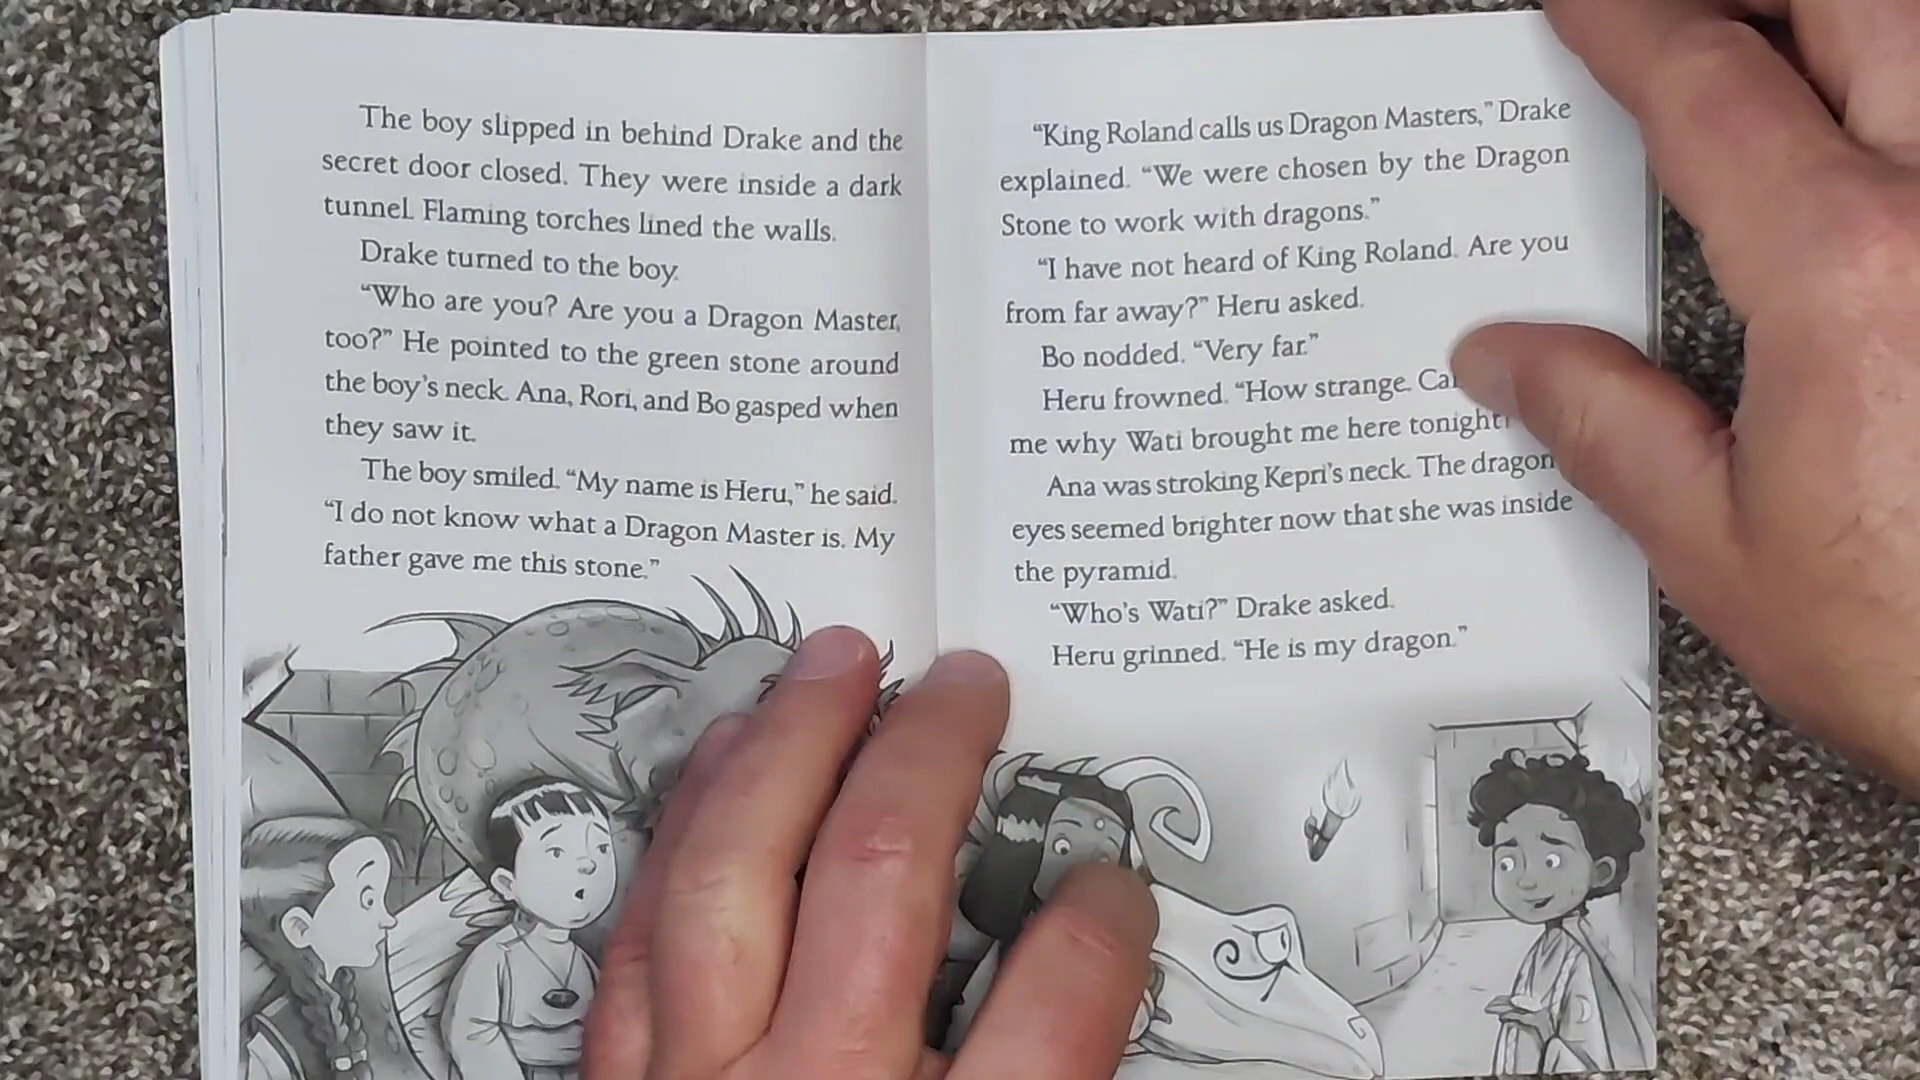 The boy slipped in behind Drake and the
secret door closed. They were inside a dark
tunnel. Flaming torches lined the walls.
Drake turned to the boy.
“Who are you? Are you a Dragon Master,
too?” He pointed to the green stone around
the boy’s neck. Ana, Rori, and Bo gasped when
they saw it.
The boy smiled. “My name is Heru,” he said.
“I do not know what a Dragon Master is. My
father gave me this stone.”
“King Roland calls us Dragon Masters,” Drake
explained. “We were chosen by the Dragon
Stone to work with dragons.”
“I have not heard of King Roland. Are you
from far away?” Heru asked.
Bo nodded. “Very far.”
Heru frowned. “How strange.
me why Wati brought me here tonight
Ana was stroking Kepri’s neck. The dragon
eyes seemed brighter now that she was inside
the pyramid.
“Who’s Wati?” Drake asked.
Heru grinned. “He is my dragon.”